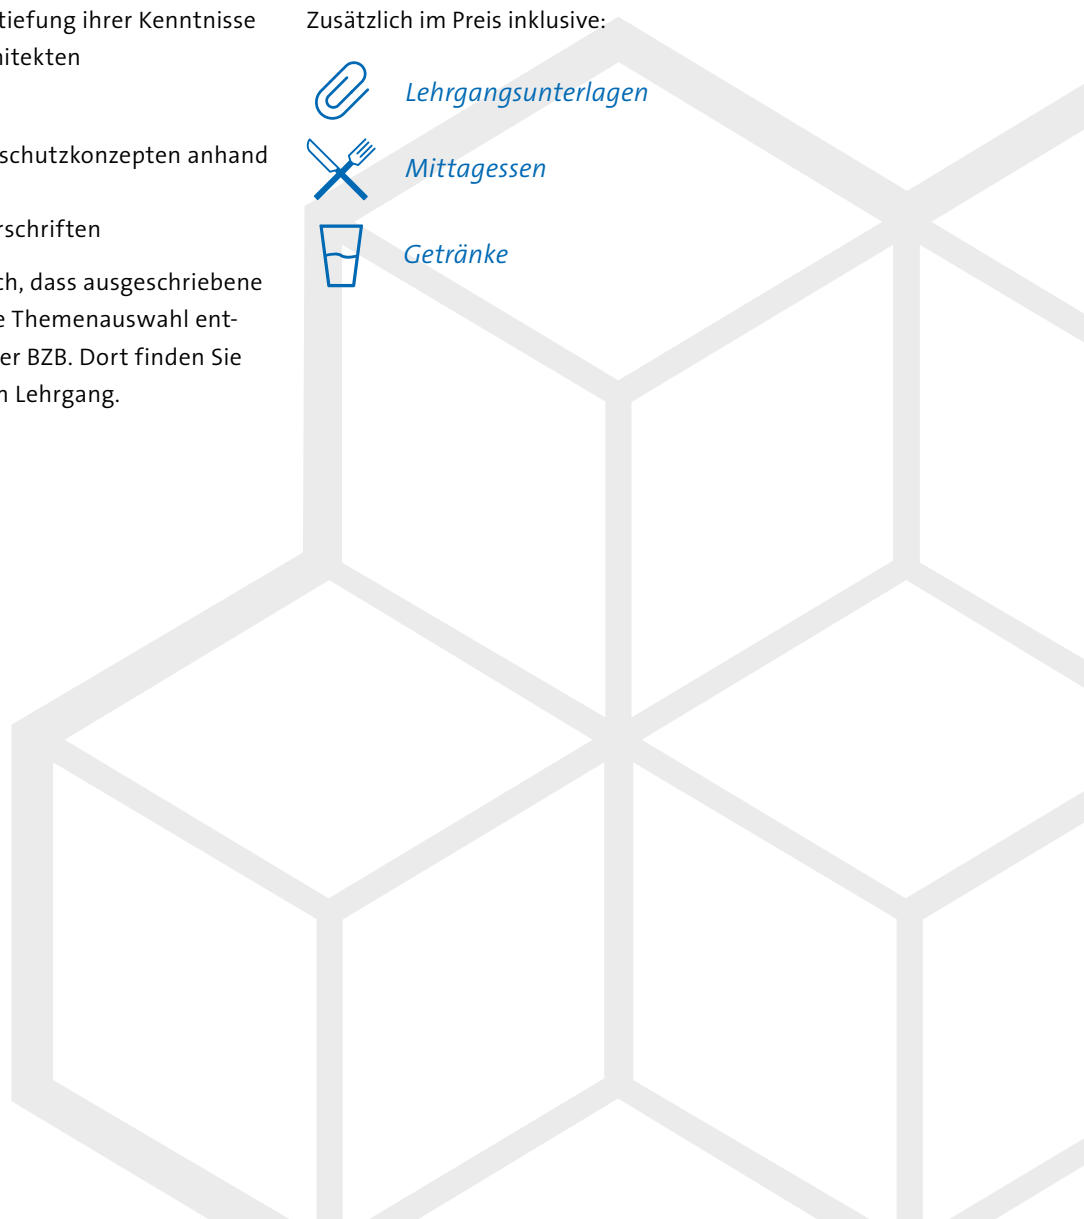 tiefung ihrer Kenntnisse
hitekten
schutzkonzepten anhand
rschriften
ch, dass ausgeschriebene
e Themenauswahl ent-
er BZB. Dort finden Sie
n Lehrgang.
Zusätzlich im Preis inklusive:
Lehrgangsunterlagen
Mittagessen
Getränke